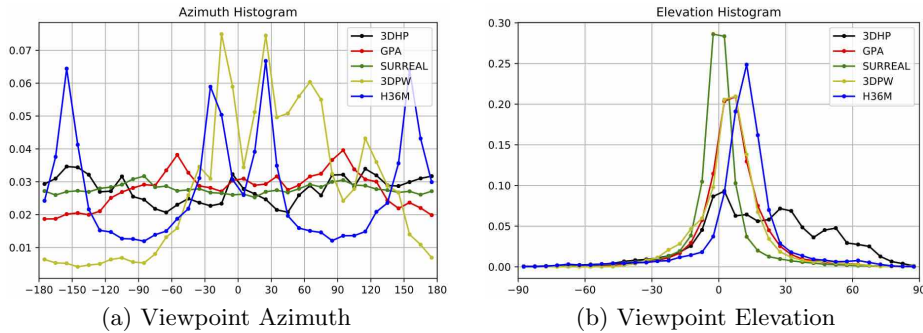 Azimuth Histogram
0.07
0.06
0.05
0.04
0.03
0.02
0.01
−180 −150 −120 −90 −60 −30 0 30 60 90 120 150 180
3DHP
GPA
SURREAL
3DPW
H36M
(a) Viewpoint Azimuth
Elevation Histogram
0.30
0.25
0.20
0.15
0.10
0.05
0.00
−90 −60 −30 0 30 60 90
3DHP
GPA
SURREAL
3DPW
H36M
(b) Viewpoint Elevation